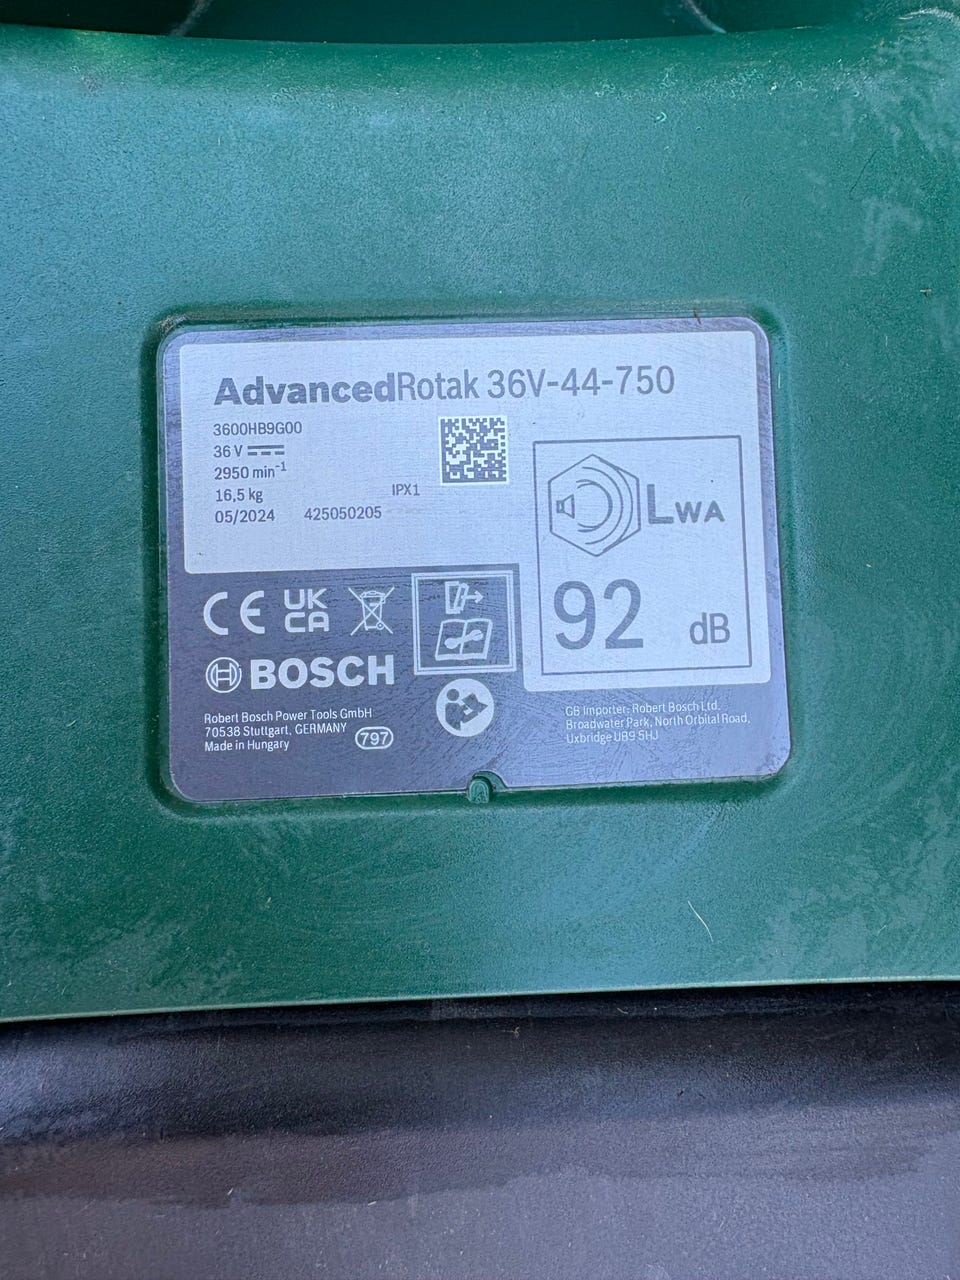 AdvancedRotak 36V-44-750
3600HB9G00
36 V
2950 min⁻¹
16,5 kg
IPX1
05/2024 425050205
LWA
92 dB
CE UK
CA
BOSCH
Robert Bosch Power Tools GmbH
70538 Stuttgart, GERMANY
Made in Hungary
797
GB Importer: Robert Bosch Ltd.
Broadwater Park, North Orbital Road,
Uxbridge UB9 5HJ